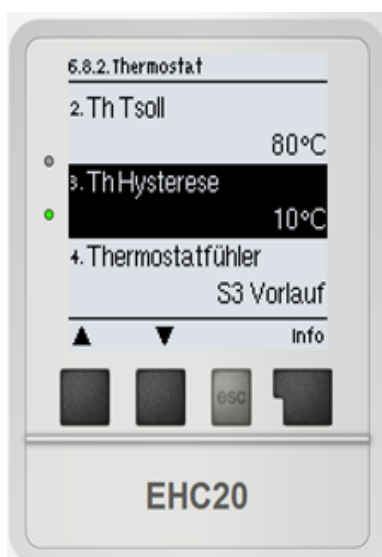 6.8.2.Thermostat
2. Th Tsoll
80°C
3. Th Hysterese
10°C
4. Thermostatfühler
S3 Vorlauf
▲ ▼ Info
esc
EHC20